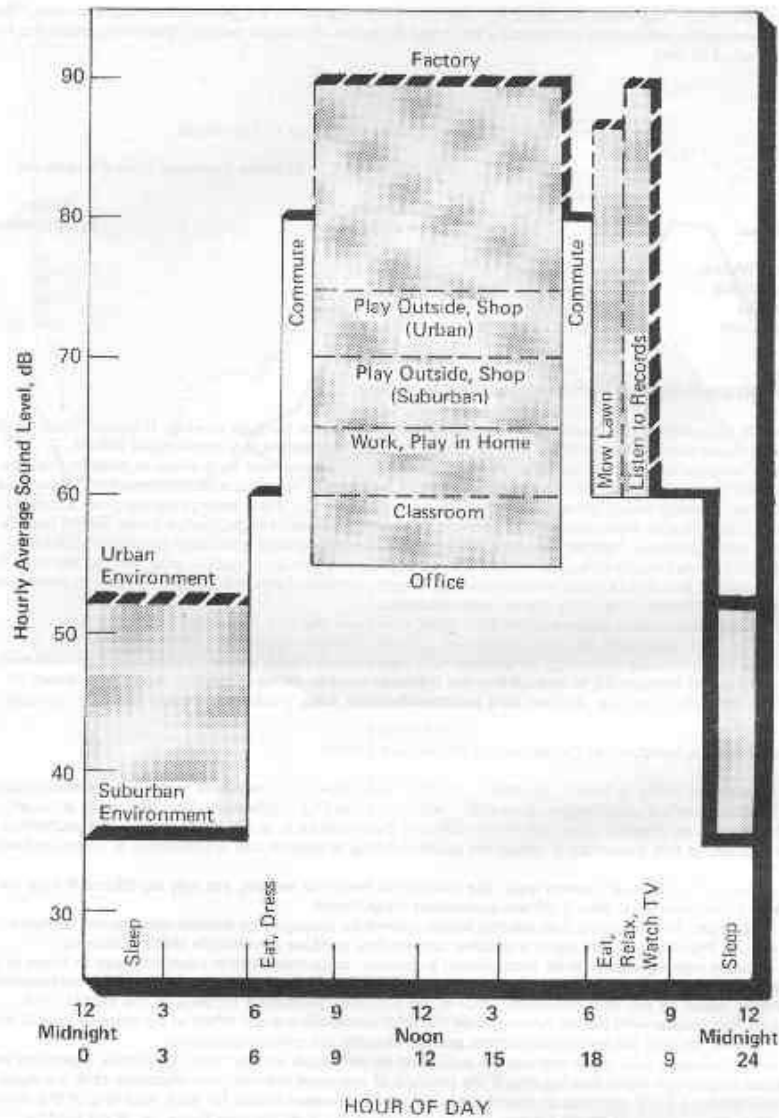 Hourly Average Sound Level, dB
90
80
70
60
50
40
30
Factory
Commute
Play Outside, Shop
(Urban)
Play Outside, Shop
(Suburban)
Work, Play in Home
Classroom
Office
Commute
Mow Lawn
Listen to Records
Urban
Environment
Suburban
Environment
Sleep
Eat, Dress
Eat,
Relax,
Watch TV
Sleep
12 3 6 9 12 3 6 9 12
Midnight Noon Midnight
0 3 6 9 12 15 18 9 24
HOUR OF DAY